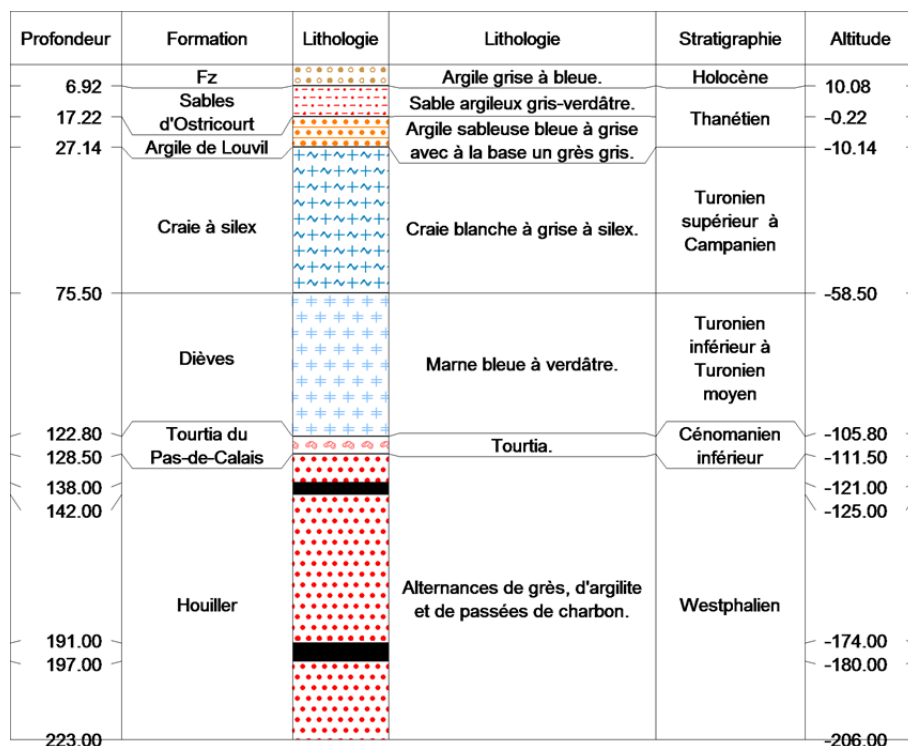 Profondeur Formation Lithologie Lithologie Stratigraphie Altitude
Fz Argile grise à bleue. Holocène
6.92 10.08
Sables
d'Ostricourt
Sable argileux gris-verdâtre.
Thanétien
17.22 -0.22
Argile sableuse bleue à grise
avec à la base un grès gris.
Argile de Louvil
27.14 -10.14
Craie à silex
Craie blanche à grise à silex.
Turonien
supérieur à
Campanien
75.50 -58.50
Dièves
Marne bleue à verdâtre.
Turonien
inférieur à
Turonien
moyen
122.80 -105.80
Tourtia du
Pas-de-Calais
Tourtia.
Cénomanien
inférieur
128.50 -111.50
138.00 -121.00
142.00 -125.00
Houiller
Alternances de grès, d'argilite
et de passées de charbon.
Westphalien
191.00 -174.00
197.00 -180.00
223.00 -206.00